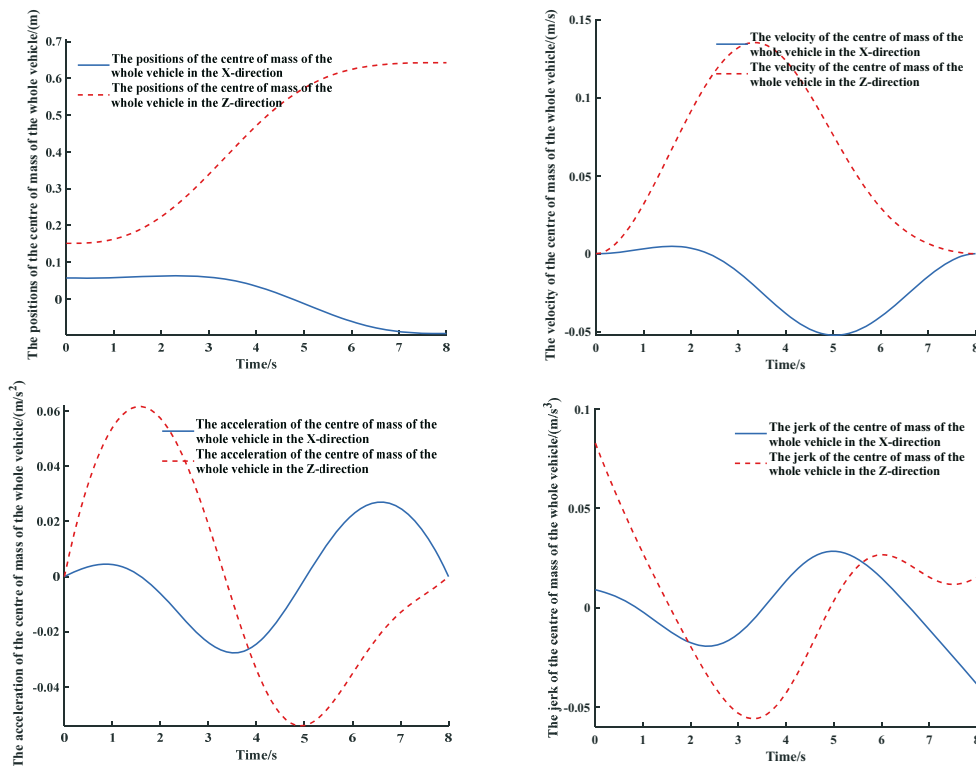 The positions of the centre of mass of the whole vehicle/(m)
0.7
0.6
0.5
0.4
0.3
0.2
0.1
0
The positions of the centre of mass of the
whole vehicle in the X-direction
The positions of the centre of mass of the
whole vehicle in the Z-direction
0 1 2 3 4 5 6 7 8
Time/s
The velocity of the centre of mass of the whole vehicle/(m/s)
0.15
0.1
0.05
0
-0.05
The velocity of the centre of mass of the
whole vehicle in the X-direction
The velocity of the centre of mass of the
whole vehicle in the Z-direction
0 1 2 3 4 5 6 7 8
Time/s
The acceleration of the centre of mass of the whole vehicle/(m/s²)
0.06
0.04
0.02
0
-0.02
-0.04
The acceleration of the centre of mass of the
whole vehicle in the X-direction
The acceleration of the centre of mass of the
whole vehicle in the Z-direction
0 1 2 3 4 5 6 7 8
Time/s
The jerk of the centre of mass of the whole vehicle/(m/s³)
0.1
0.05
0
-0.05
The jerk of the centre of mass of the
whole vehicle in the X-direction
The jerk of the centre of mass of the
whole vehicle in the Z-direction
0 1 2 3 4 5 6 7 8
Time/s